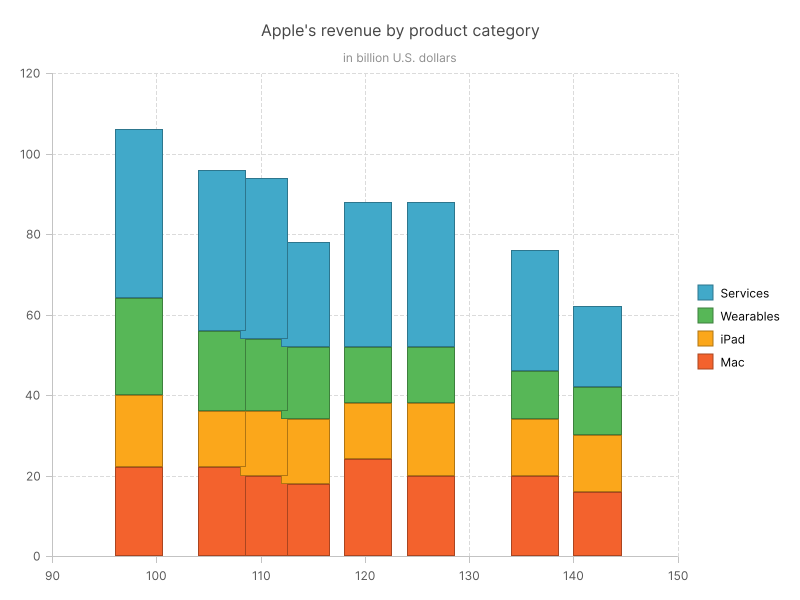 Apple's revenue by product category
in billion U.S. dollars
120
100
80
60
40
20
0
90 100 110 120 130 140 150
Services
Wearables
iPad
Mac